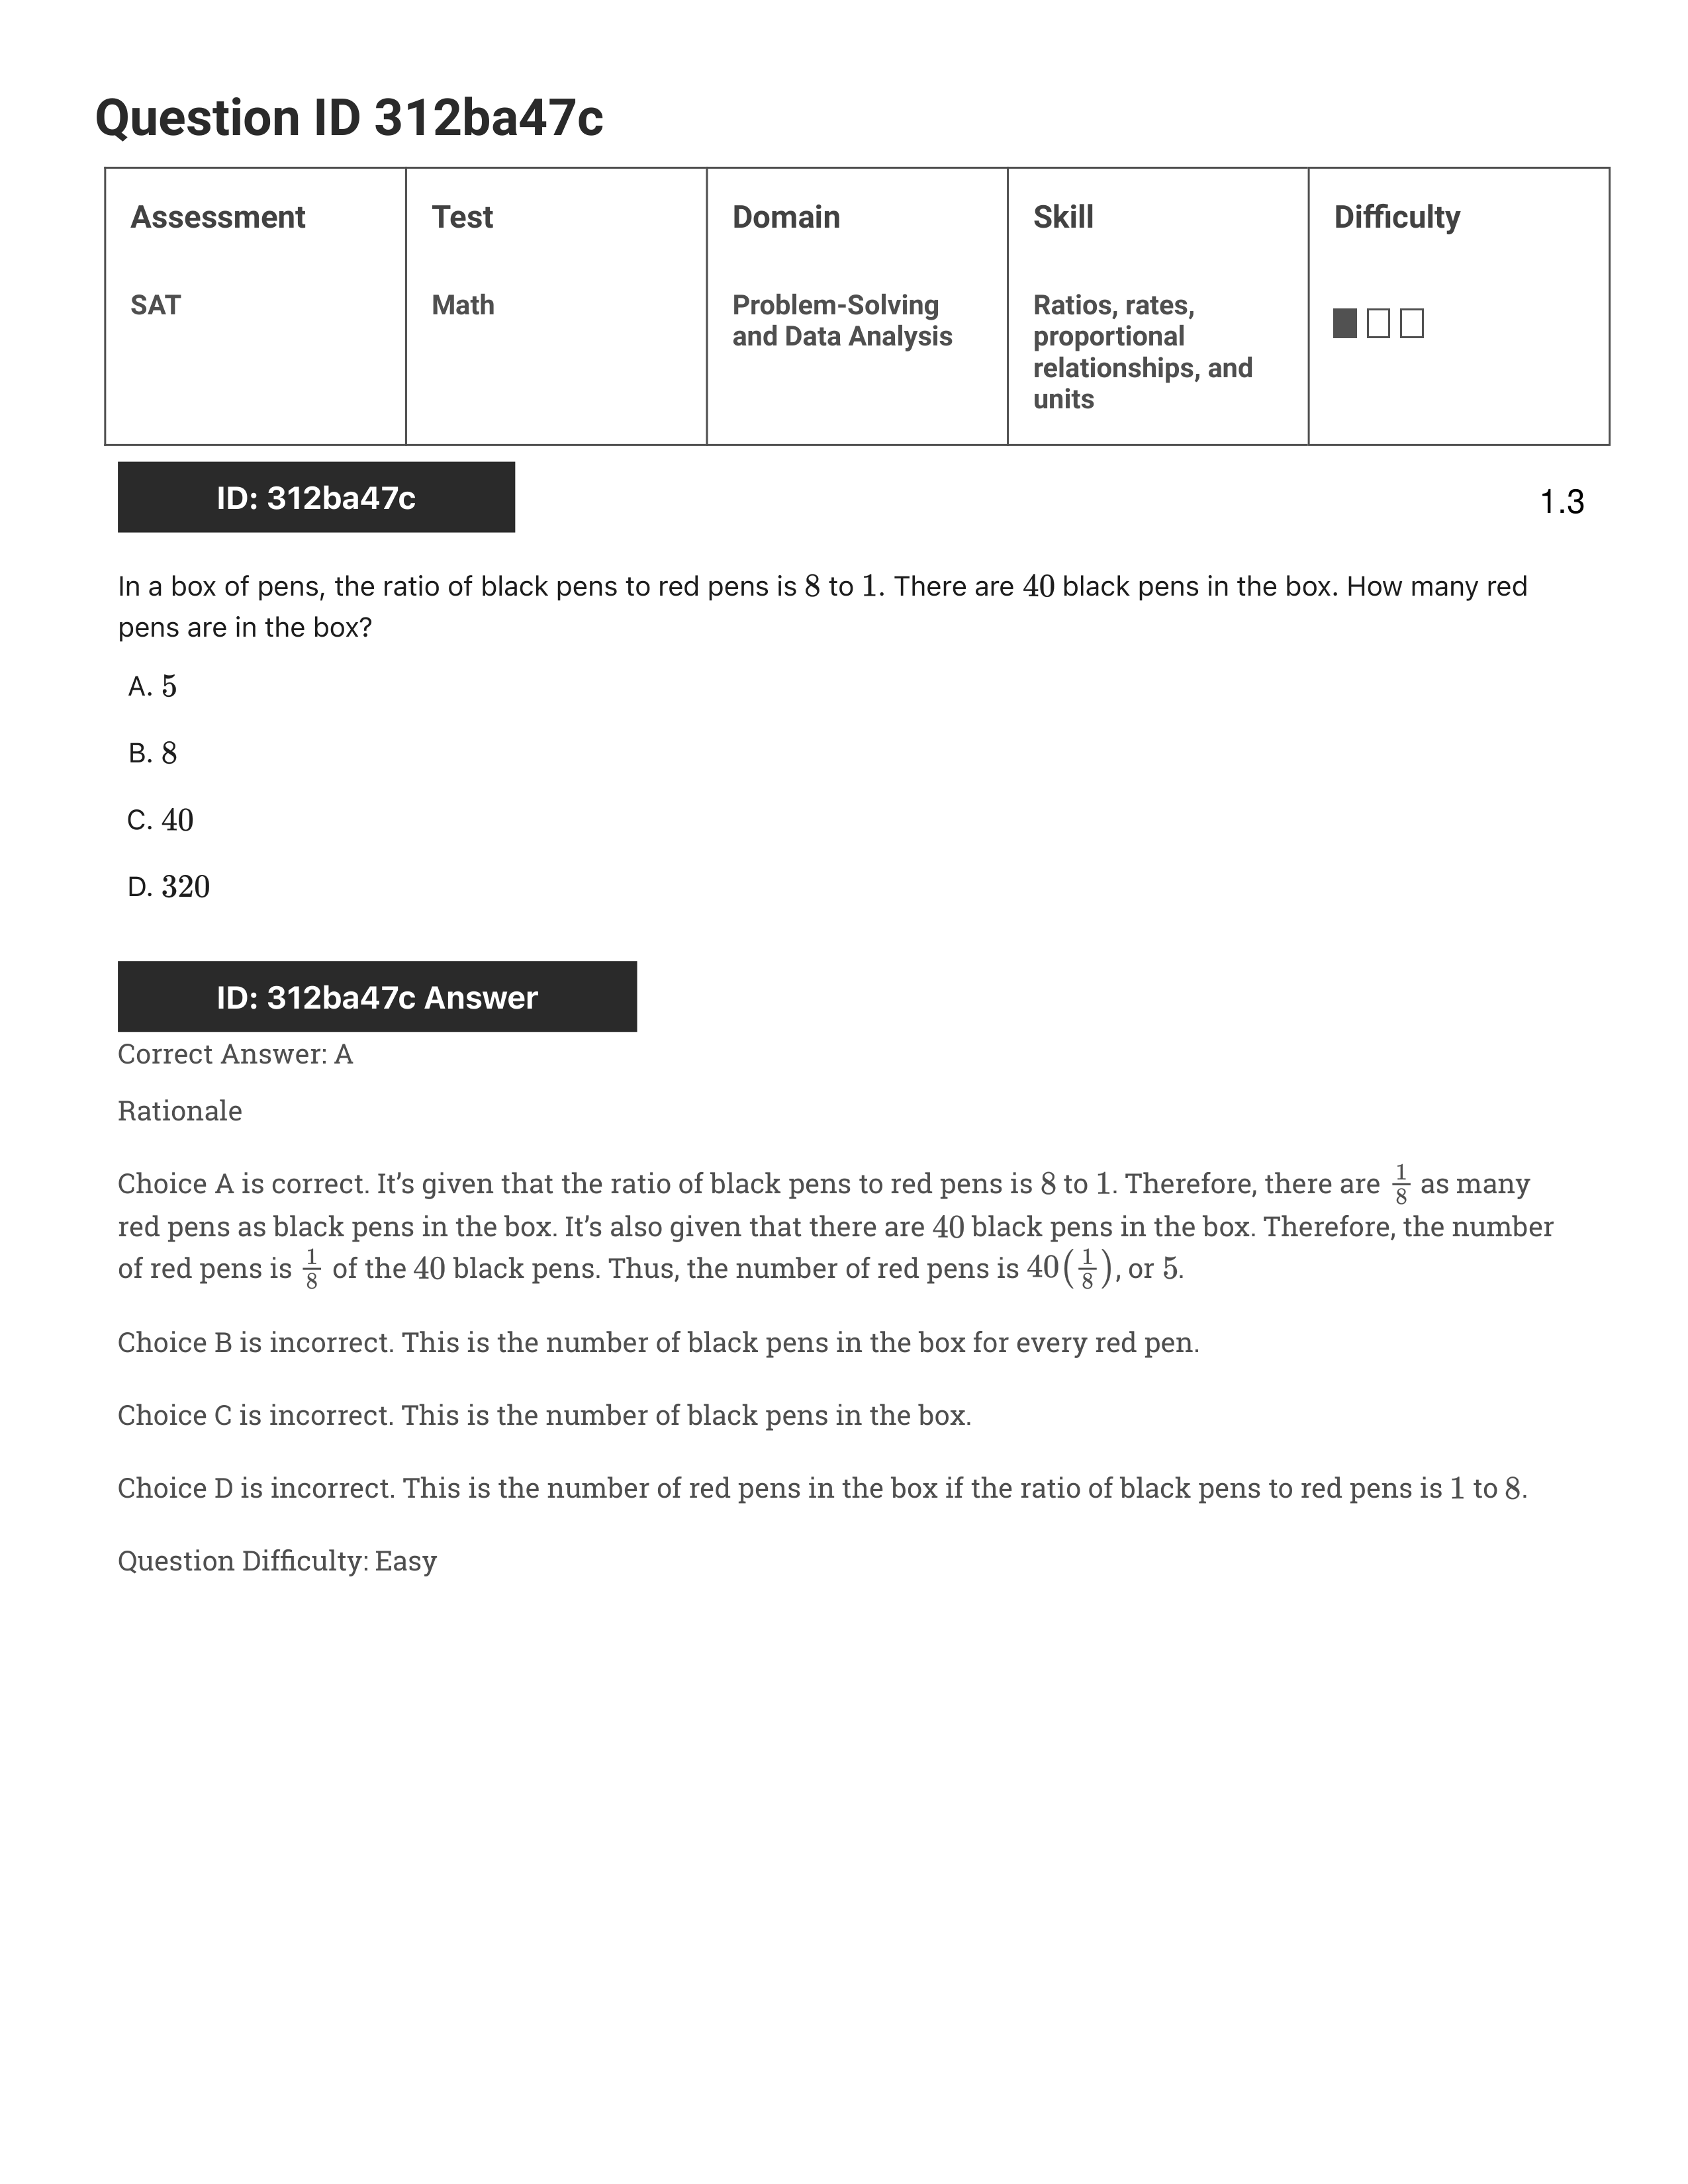 Question ID 312ba47c
Assessment
Test
Domain
Skill
Difficulty
SAT
Math
Problem-Solving
and Data Analysis
Ratios, rates,
proportional
relationships, and
units
ID: 312ba47c
1.3
In a box of pens, the ratio of black pens to red pens is 8 to 1. There are 40 black pens in the box. How many red
pens are in the box?
A. 5
B. 8
C. 40
D. 320
ID: 312ba47c Answer
Correct Answer: A
Rationale
Choice A is correct. It’s given that the ratio of black pens to red pens is 8 to 1. Therefore, there are 1/8 as many
red pens as black pens in the box. It’s also given that there are 40 black pens in the box. Therefore, the number
of red pens is 1/8 of the 40 black pens. Thus, the number of red pens is 40(1/8), or 5.
Choice B is incorrect. This is the number of black pens in the box for every red pen.
Choice C is incorrect. This is the number of black pens in the box.
Choice D is incorrect. This is the number of red pens in the box if the ratio of black pens to red pens is 1 to 8.
Question Difficulty: Easy